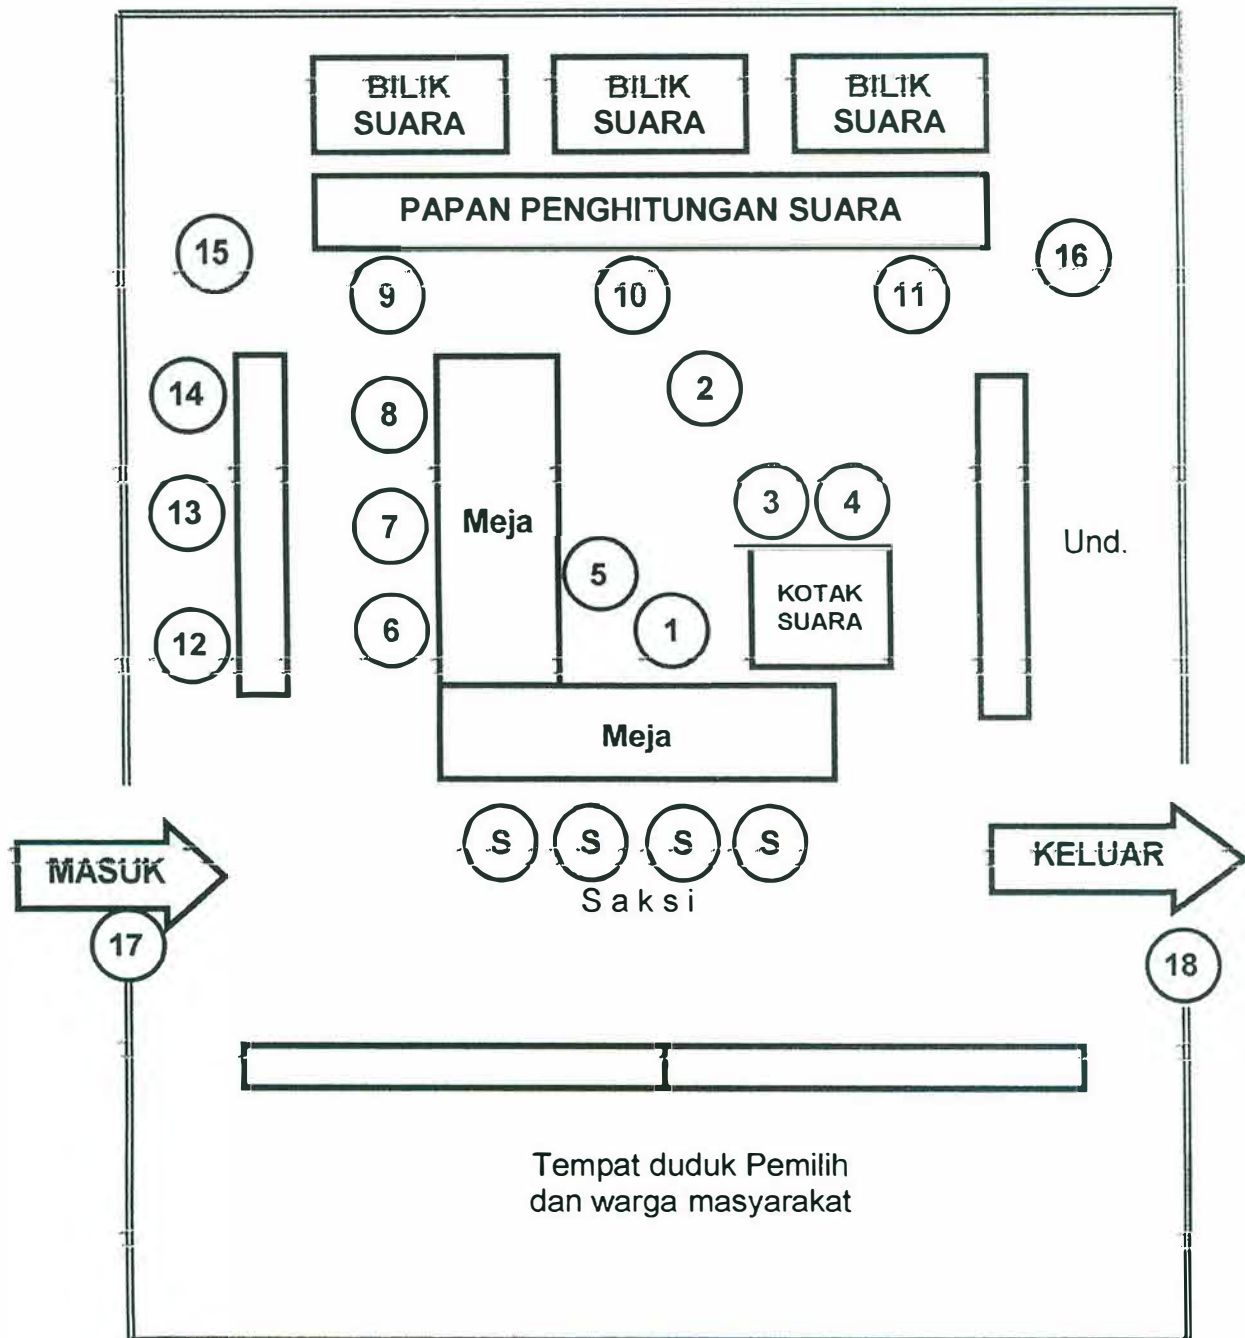 BILIK SUARA
BILIK SUARA
BILIK SUARA
PAPAN PENGHITUNGAN SUARA
15
16
9
10
11
14
8
2
13
7
Meja
3
4
Und.
5
KOTAK SUARA
12
6
1
Meja
MASUK
S S S S
KELUAR
Saksi
17
18
Tempat duduk Pemilih
dan warga masyarakat